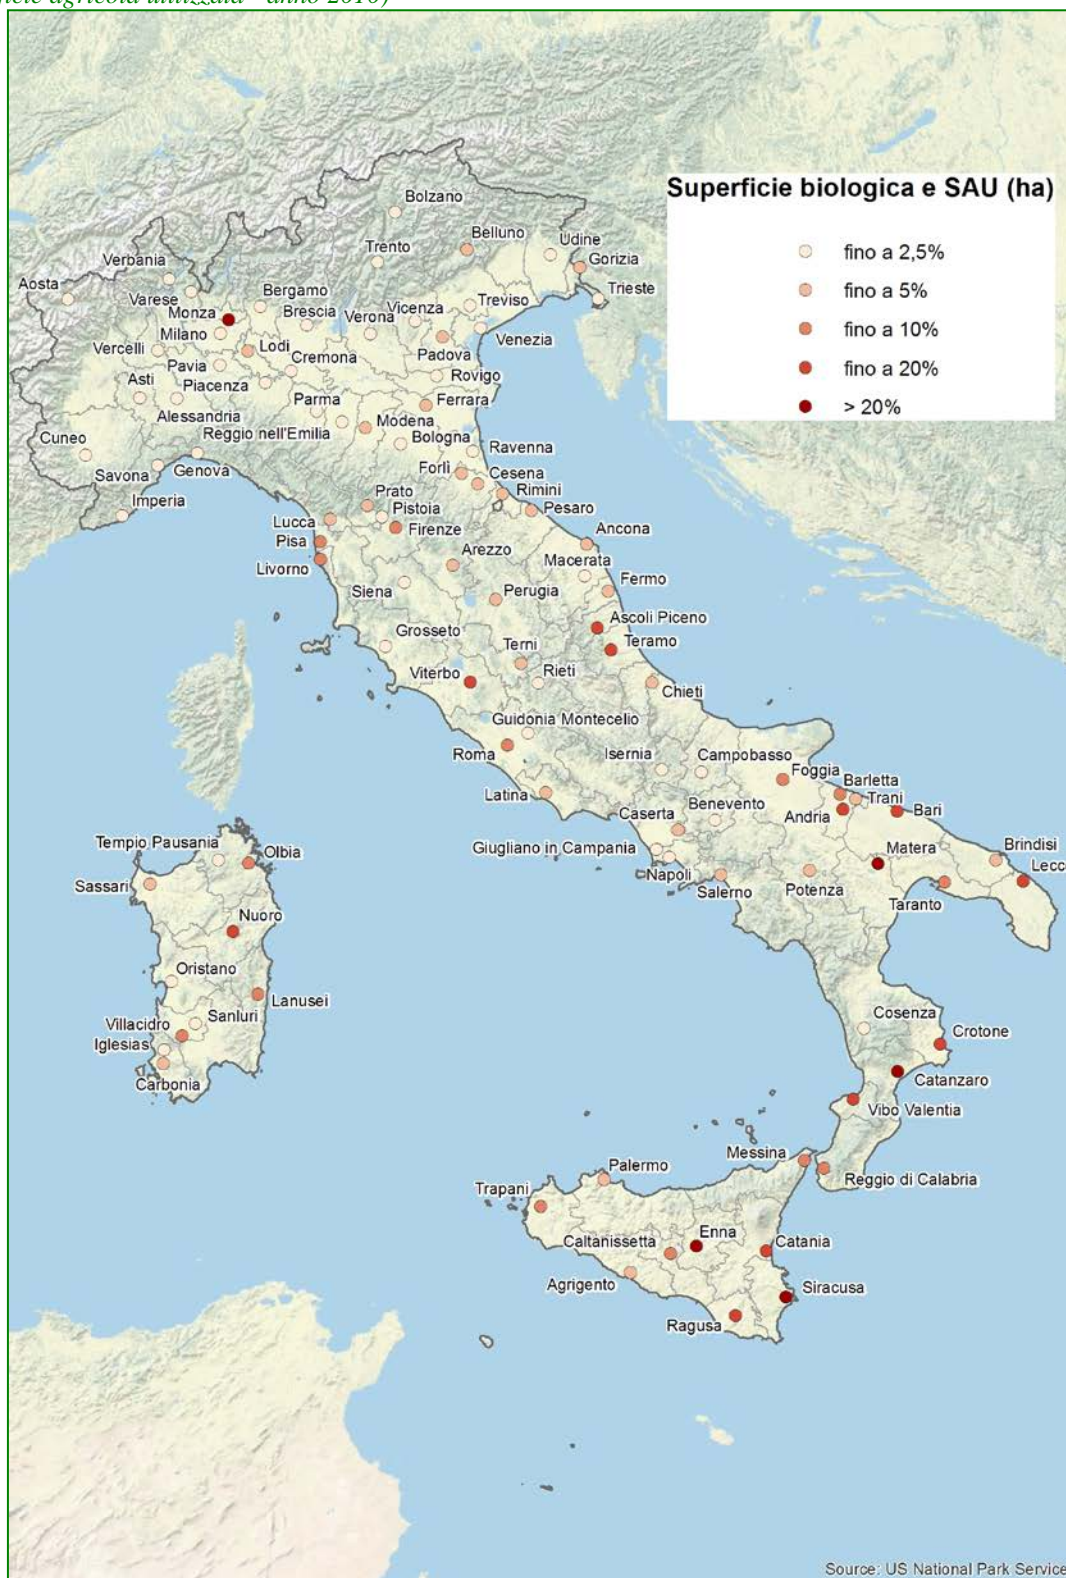 agricola utilizzata - anno 2010)
Superficie biologica e SAU (ha)
fino a 2,5%
fino a 5%
fino a 10%
fino a 20%
> 20%
Bolzano
Belluno
Udine
Trento
Gorizia
Verbania
Aosta
Trieste
Varese
Bergamo
Treviso
Monza
Brescia
Verona
Vicenza
Milano
Venezia
Vercelli
Lodi
Cremona
Padova
Pavia
Rovigo
Asti
Piacenza
Parma
Ferrara
Alessandria
Modena
Reggio nell'Emilia
Bologna
Cuneo
Ravenna
Savona
Genova
Forlì
Cesena
Imperia
Prato
Rimini
Pistoia
Pesaro
Lucca
Firenze
Pisa
Ancona
Livorno
Arezzo
Macerata
Siena
Perugia
Fermo
Grosseto
Ascoli Piceno
Terni
Teramo
Viterbo
Rieti
Chieti
Guidonia Montecelio
Roma
Isernia
Campobasso
Foggia
Barletta
Latina
Trani
Caserta
Benevento
Andria
Bari
Tempio Pausania
Giugliano in Campania
Matera
Brindisi
Olbia
Lecce
Sassari
Napoli
Salerno
Potenza
Taranto
Nuoro
Oristano
Lanusei
Sanluri
Villacidro
Cosenza
Crotone
Iglesias
Carbonia
Catanzaro
Vibo Valentia
Messina
Palermo
Reggio di Calabria
Trapani
Enna
Caltanissetta
Catania
Agrigento
Siracusa
Ragusa
Source: US National Park Service